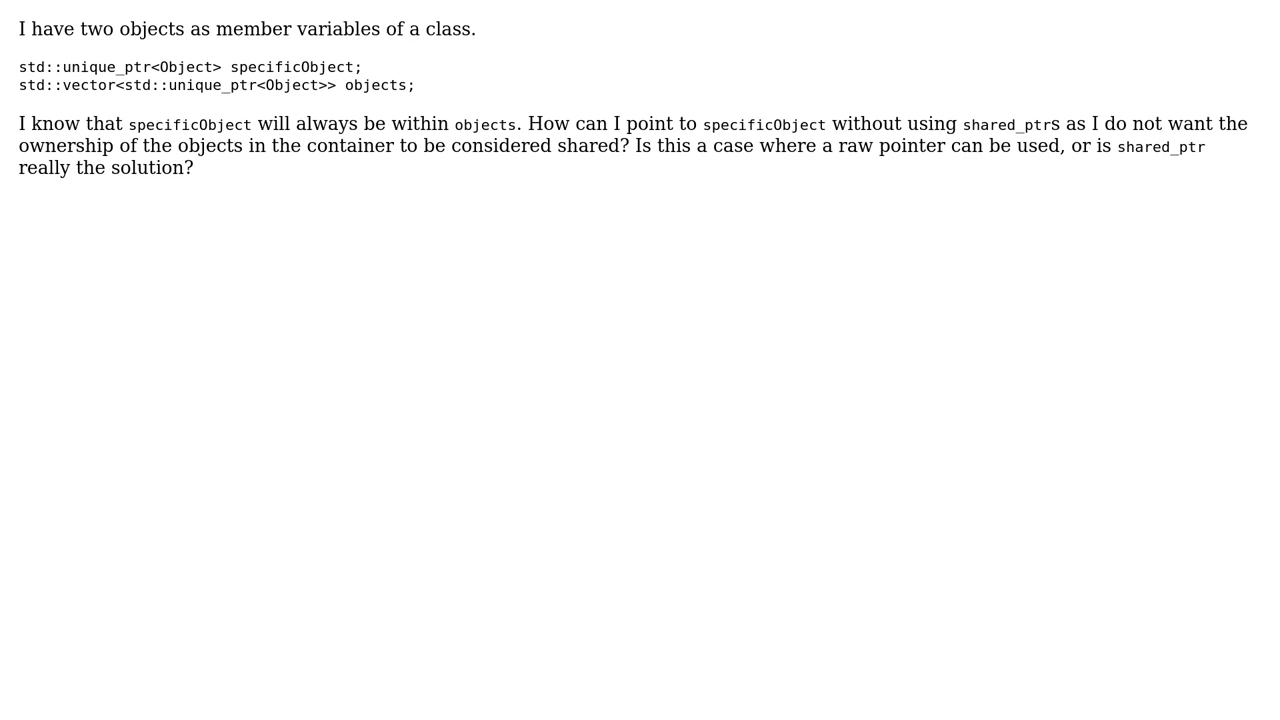 I have two objects as member variables of a class.
std::unique_ptr<Object> specificObject;
std::vector<std::unique_ptr<Object>> objects;
I know that specificObject will always be within objects. How can I point to specificObject without using shared_ptrs as I do not want the
ownership of the objects in the container to be considered shared? Is this a case where a raw pointer can be used, or is shared_ptr
really the solution?